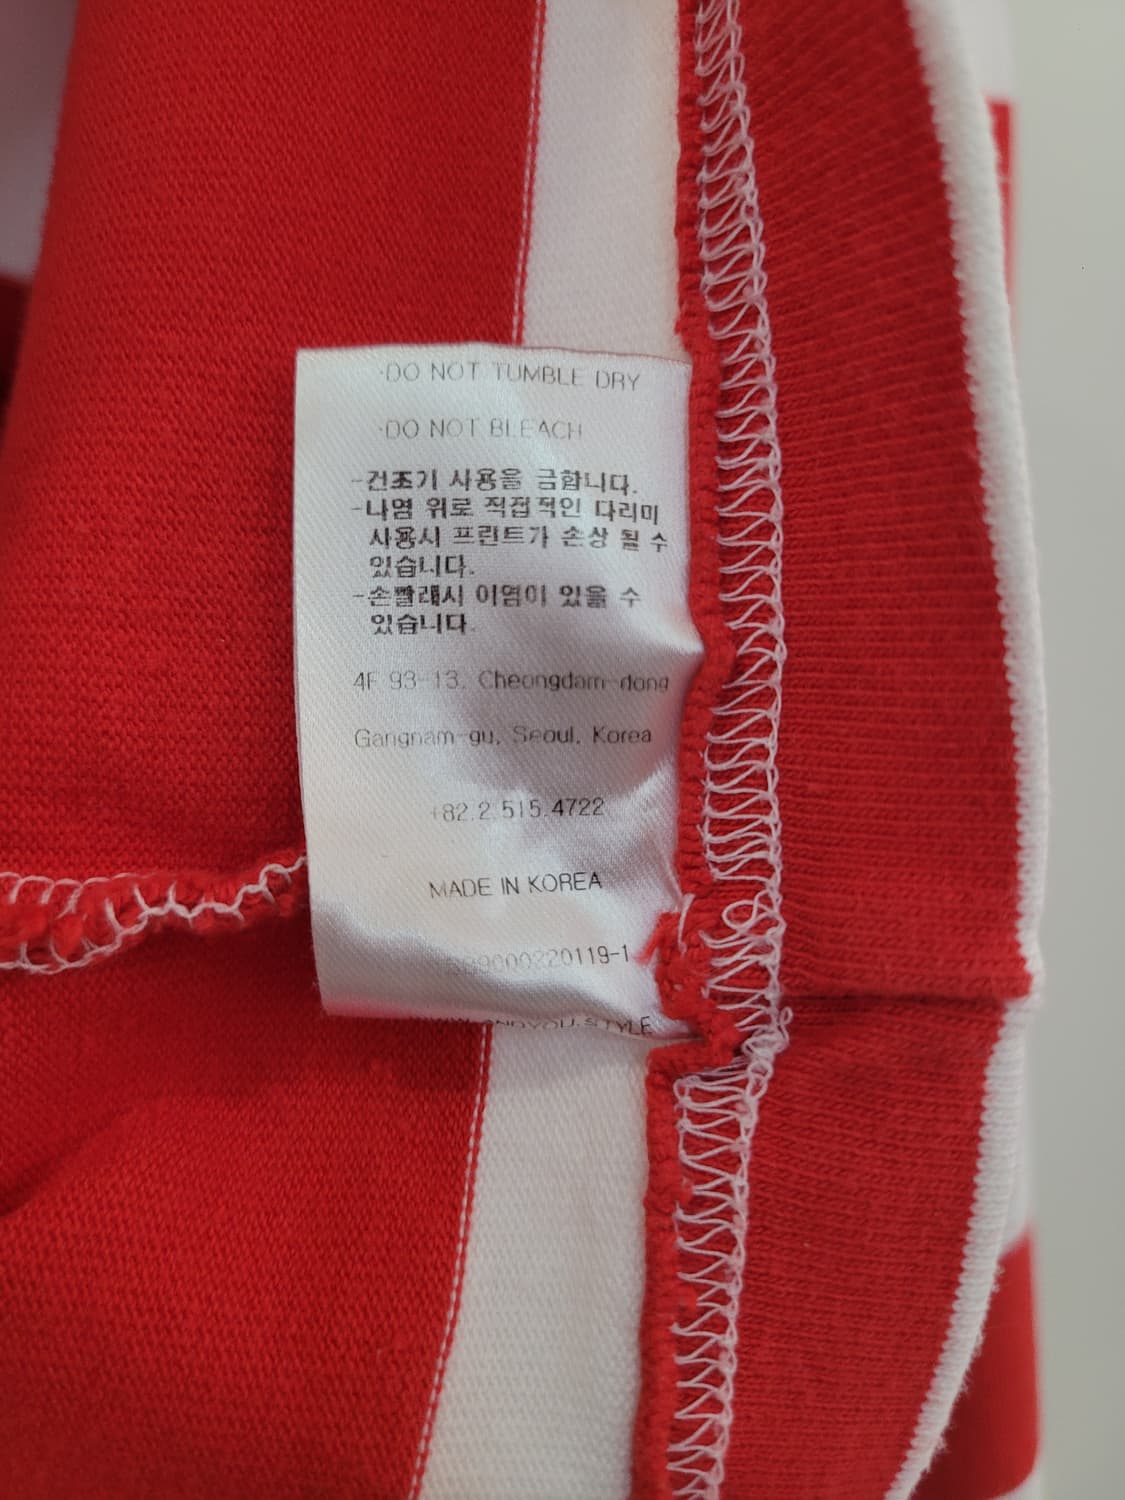 ·DO NOT TUMBLE DRY
·DO NOT BLEACH
-건조기 사용을 금합니다.
-나염 위로 직접적인 다리미
사용시 프린트가 손상 될 수
있습니다.
-손빨래시 이염이 있을 수
있습니다.
4F 93-13, Cheongdam-dong
Gangnam-gu, Seoul, Korea
+82.2.515.4722
MADE IN KOREA